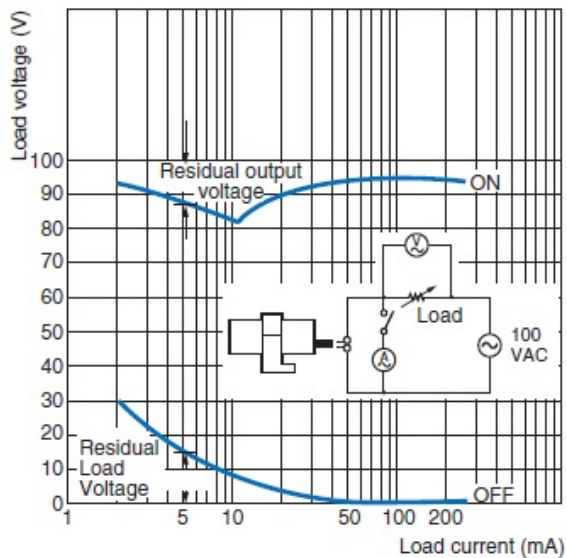 Load voltage (V)
100
90
80
70
60
50
40
30
20
10
0
Residual output
voltage
ON
V
Load
A
100
VAC
Residual
Load
Voltage
OFF
1
5
10
50
100
200
Load current (mA)